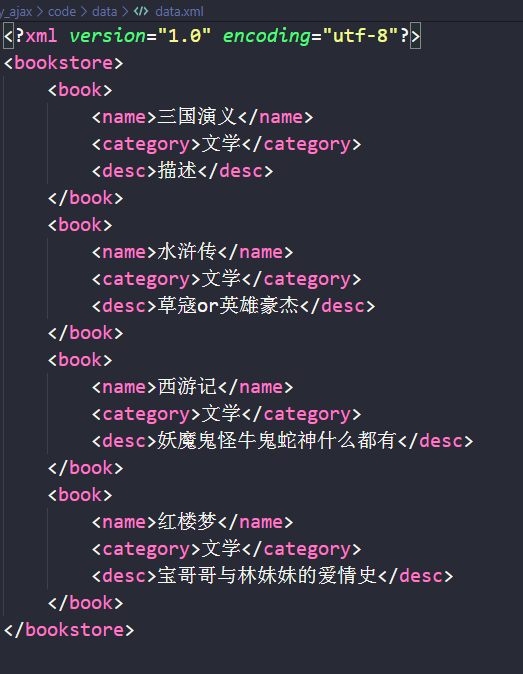 y_ajax > code > data > data.xml
<?xml version="1.0" encoding="utf-8"?>
<bookstore>
<book>
<name>三国演义</name>
<category>文学</category>
<desc>描述</desc>
</book>
<book>
<name>水浒传</name>
<category>文学</category>
<desc>草寇or英雄豪杰</desc>
</book>
<book>
<name>西游记</name>
<category>文学</category>
<desc>妖魔鬼怪牛鬼蛇神什么都有</desc>
</book>
<book>
<name>红楼梦</name>
<category>文学</category>
<desc>宝哥哥与林妹妹的爱情史</desc>
</book>
</bookstore>